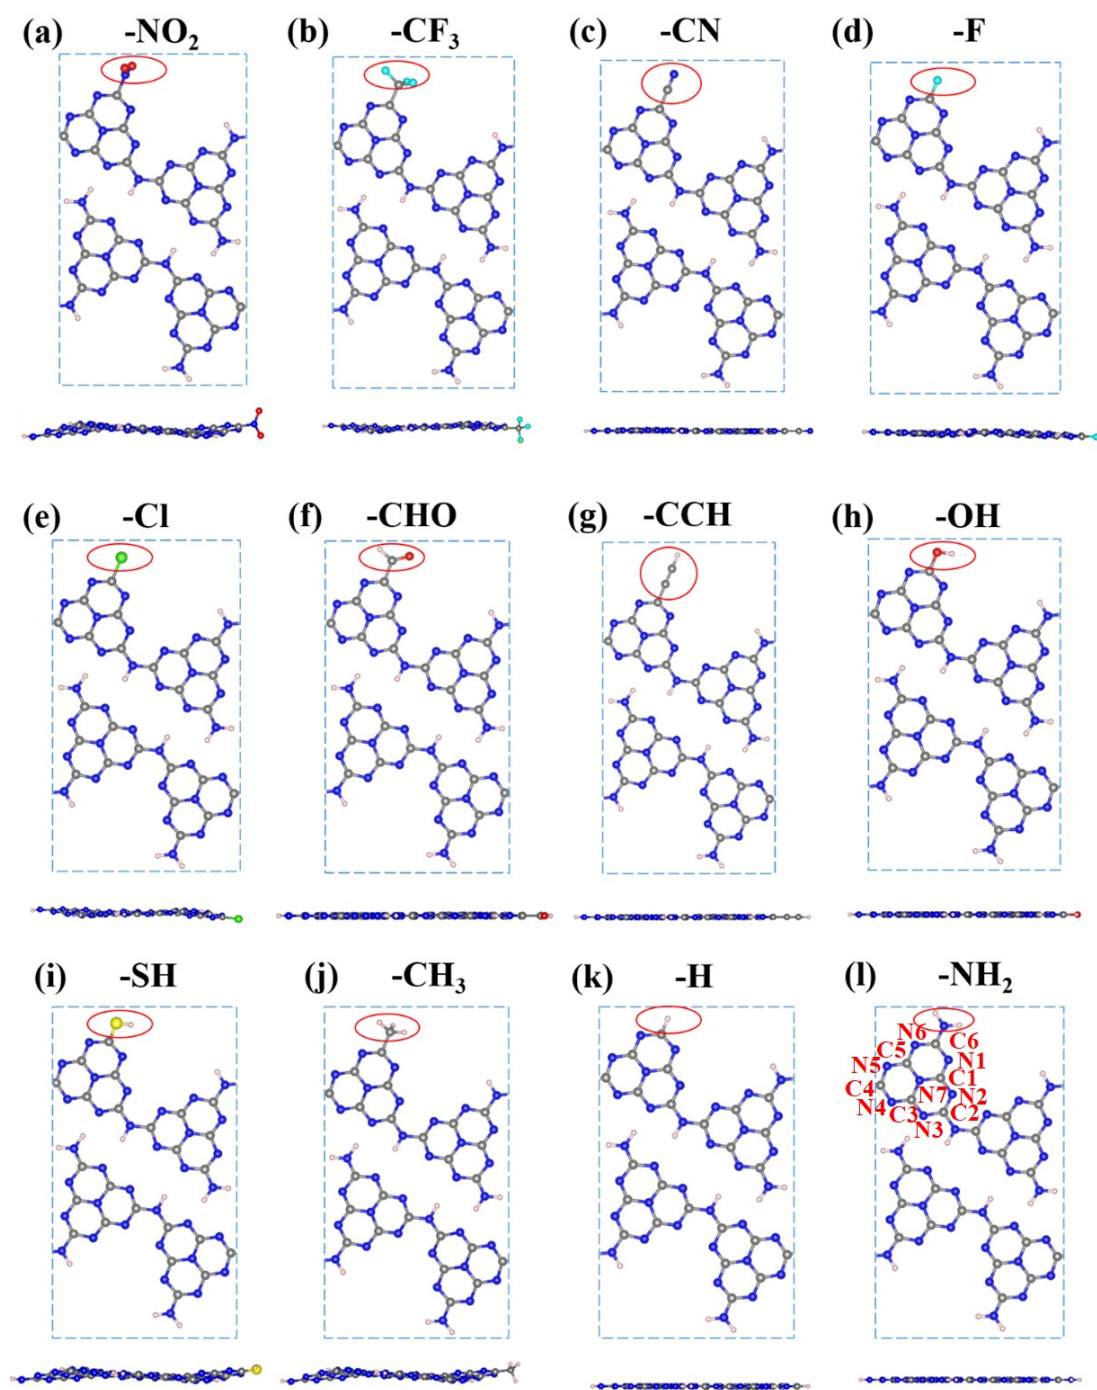 (a) -NO₂ (b) -CF₃ (c) -CN (d) -F
(e) -Cl (f) -CHO (g) -CCH (h) -OH
(i) -SH (j) -CH₃ (k) -H (l) -NH₂
N6 C6
C5 N1
N5 C1
C4 N7 N2
N4 C3 C2
N3